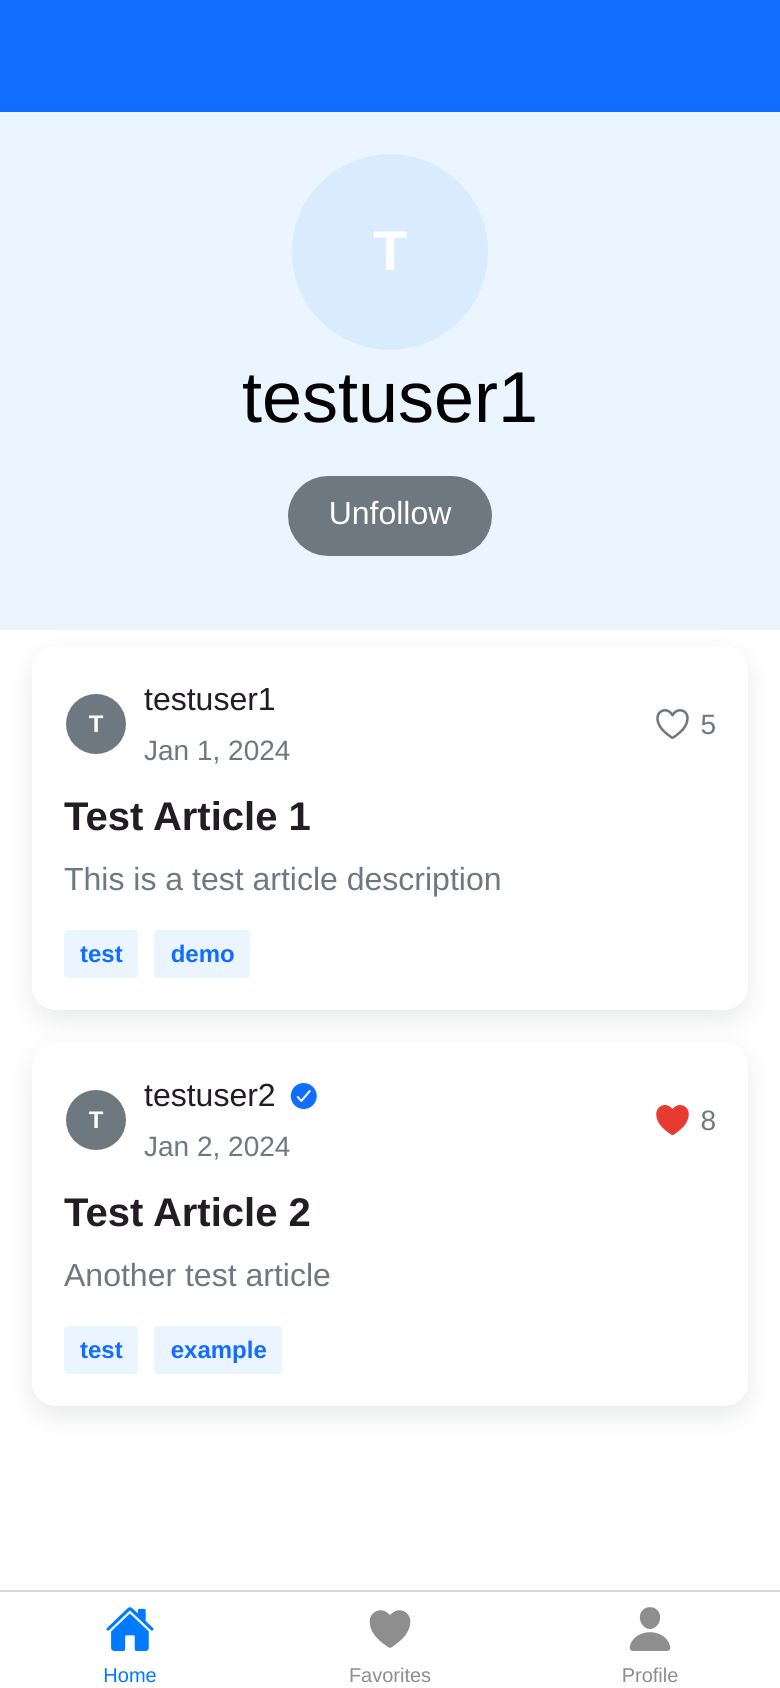 T
testuser1
Unfollow
T
testuser1
Jan 1, 2024
5
Test Article 1
This is a test article description
test demo
T
testuser2
Jan 2, 2024
8
Test Article 2
Another test article
test example
Home Favorites Profile